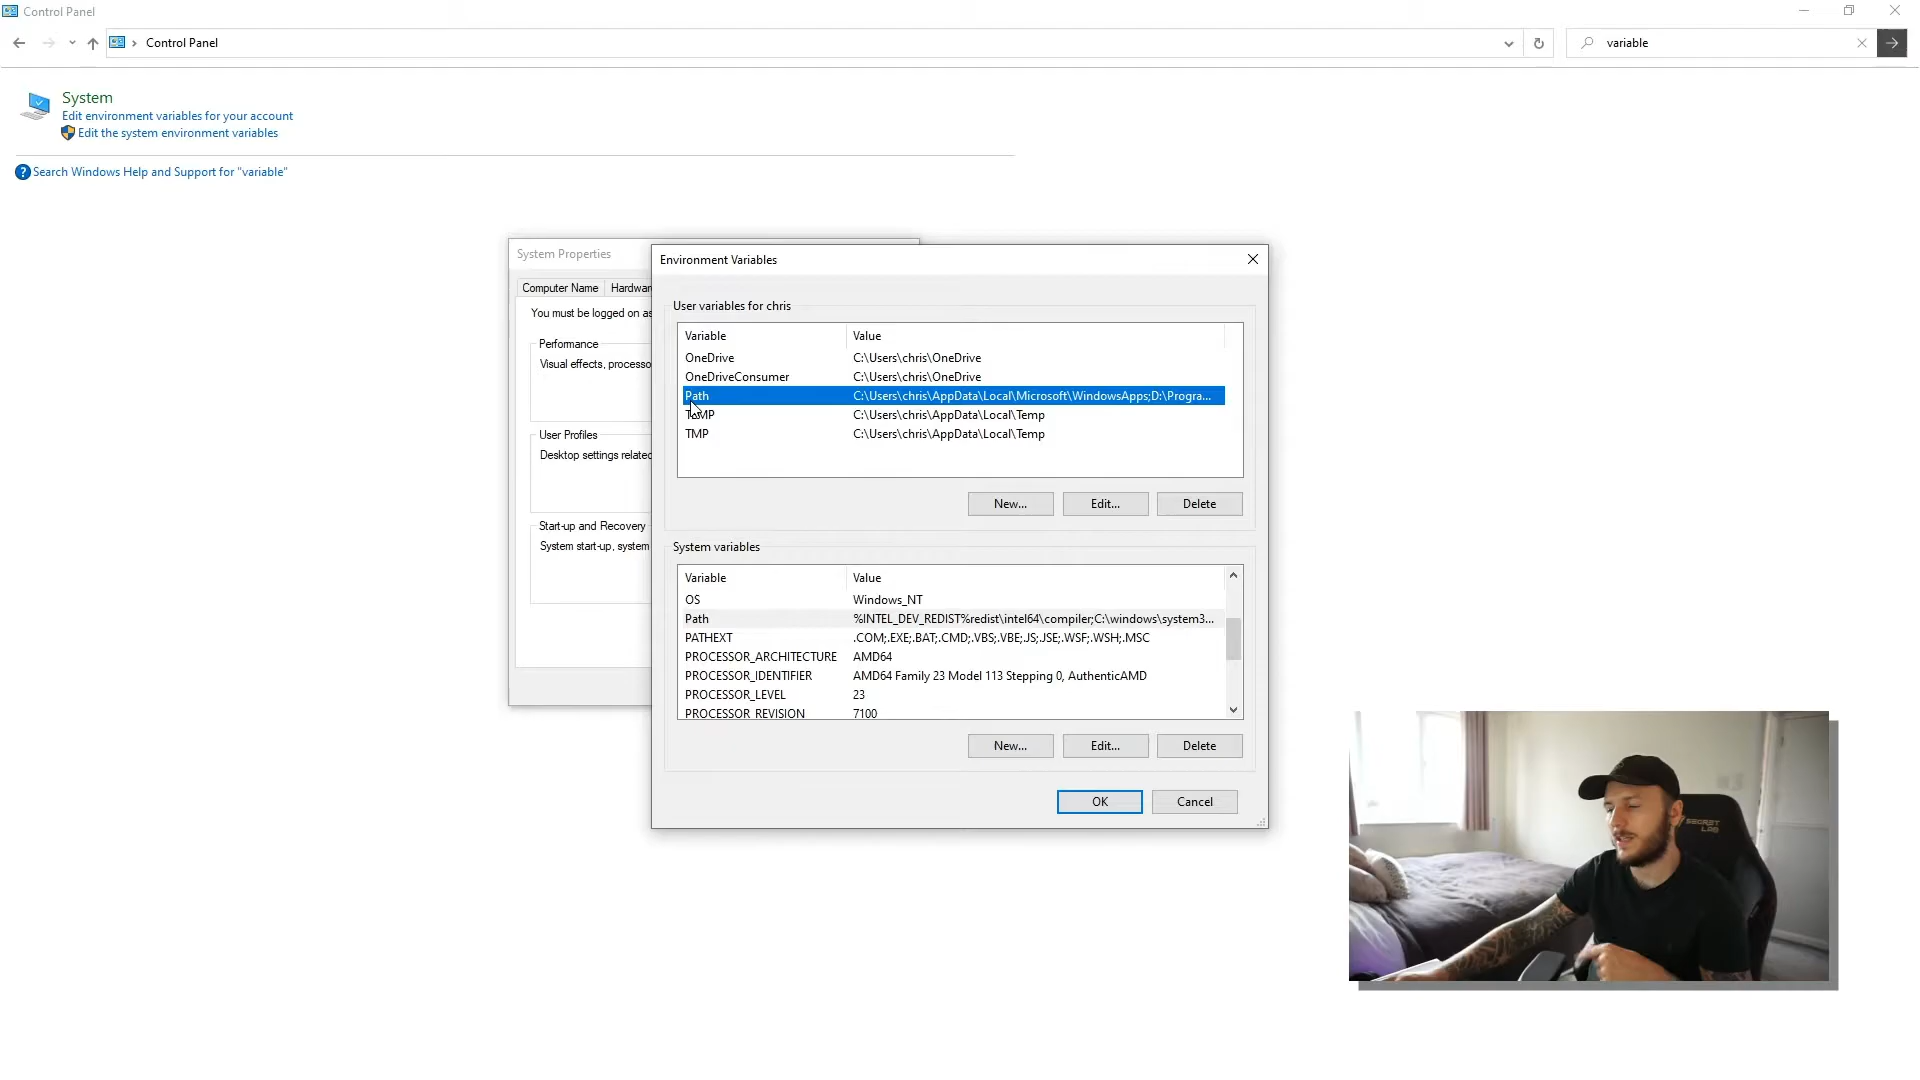 Control Panel
Control Panel
variable
System
Edit environment variables for your account
Edit the system environment variables
? Search Windows Help and Support for "variable"
System Properties
Computer Name
Hardwar
You must be logged on as
Performance
Visual effects, processo
User Profiles
Desktop settings related
Start-up and Recovery
System start-up, system
Environment Variables
User variables for chris
Variable Value
OneDrive C:\Users\chris\OneDrive
OneDriveConsumer C:\Users\chris\OneDrive
Path C:\Users\chris\AppData\Local\Microsoft\WindowsApps;D:\Progra...
TEMP C:\Users\chris\AppData\Local\Temp
TMP C:\Users\chris\AppData\Local\Temp
New... Edit... Delete
System variables
Variable Value
OS Windows_NT
Path %INTEL_DEV_REDIST%redist\intel64\compiler;C:\windows\system3...
PATHEXT .COM;.EXE;.BAT;.CMD;.VBS;.VBE;.JS;.JSE;.WSF;.WSH;.MSC
PROCESSOR_ARCHITECTURE AMD64
PROCESSOR_IDENTIFIER AMD64 Family 23 Model 113 Stepping 0, AuthenticAMD
PROCESSOR_LEVEL 23
PROCESSOR_REVISION 7100
New... Edit... Delete
OK Cancel
SECRET
LAB